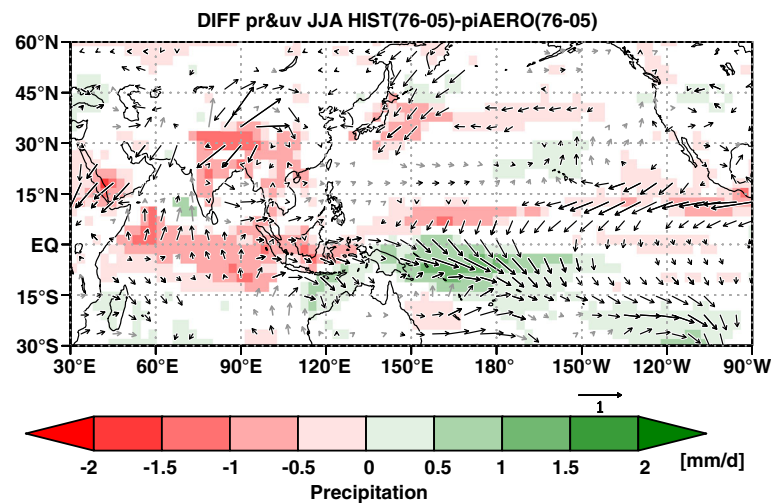 DIFF pr&uv JJA HIST(76-05)-piAERO(76-05)
60°N
45°N
30°N
15°N
EQ
15°S
30°S
30°E 60°E 90°E 120°E 150°E 180° 150°W 120°W 90°W
1
-2 -1.5 -1 -0.5 0 0.5 1 1.5 2 [mm/d]
Precipitation